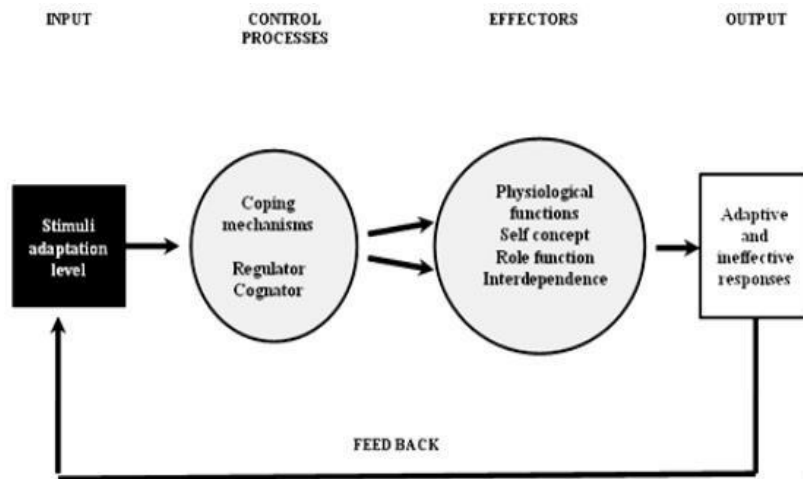 INPUT
CONTROL
PROCESSES
EFFECTORS
OUTPUT
Stimuli
adaptation
level
Coping
mechanisms
Regulator
Cognator
Physiological
functions
Self concept
Role function
Interdependence
Adaptive
and
ineffective
responses
FEED BACK